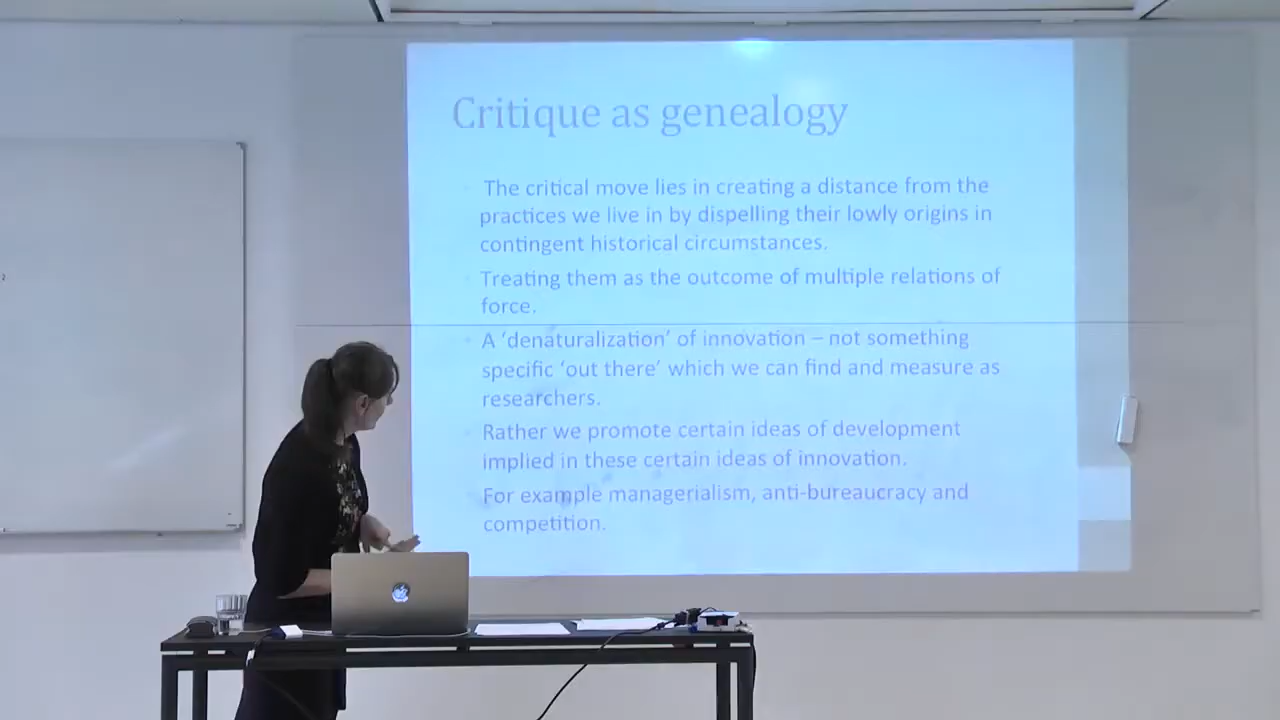 Critique as genealogy
The critical move lies in creating a distance from the
practices we live in by dispelling their lowly origins in
contingent historical circumstances.
Treating them as the outcome of multiple relations of
force.
A ‘denaturalization’ of innovation – not something
specific ‘out there’ which we can find and measure as
researchers.
Rather we promote certain ideas of development
implied in these certain ideas of innovation.
For example managerialism, anti-bureaucracy and
competition.